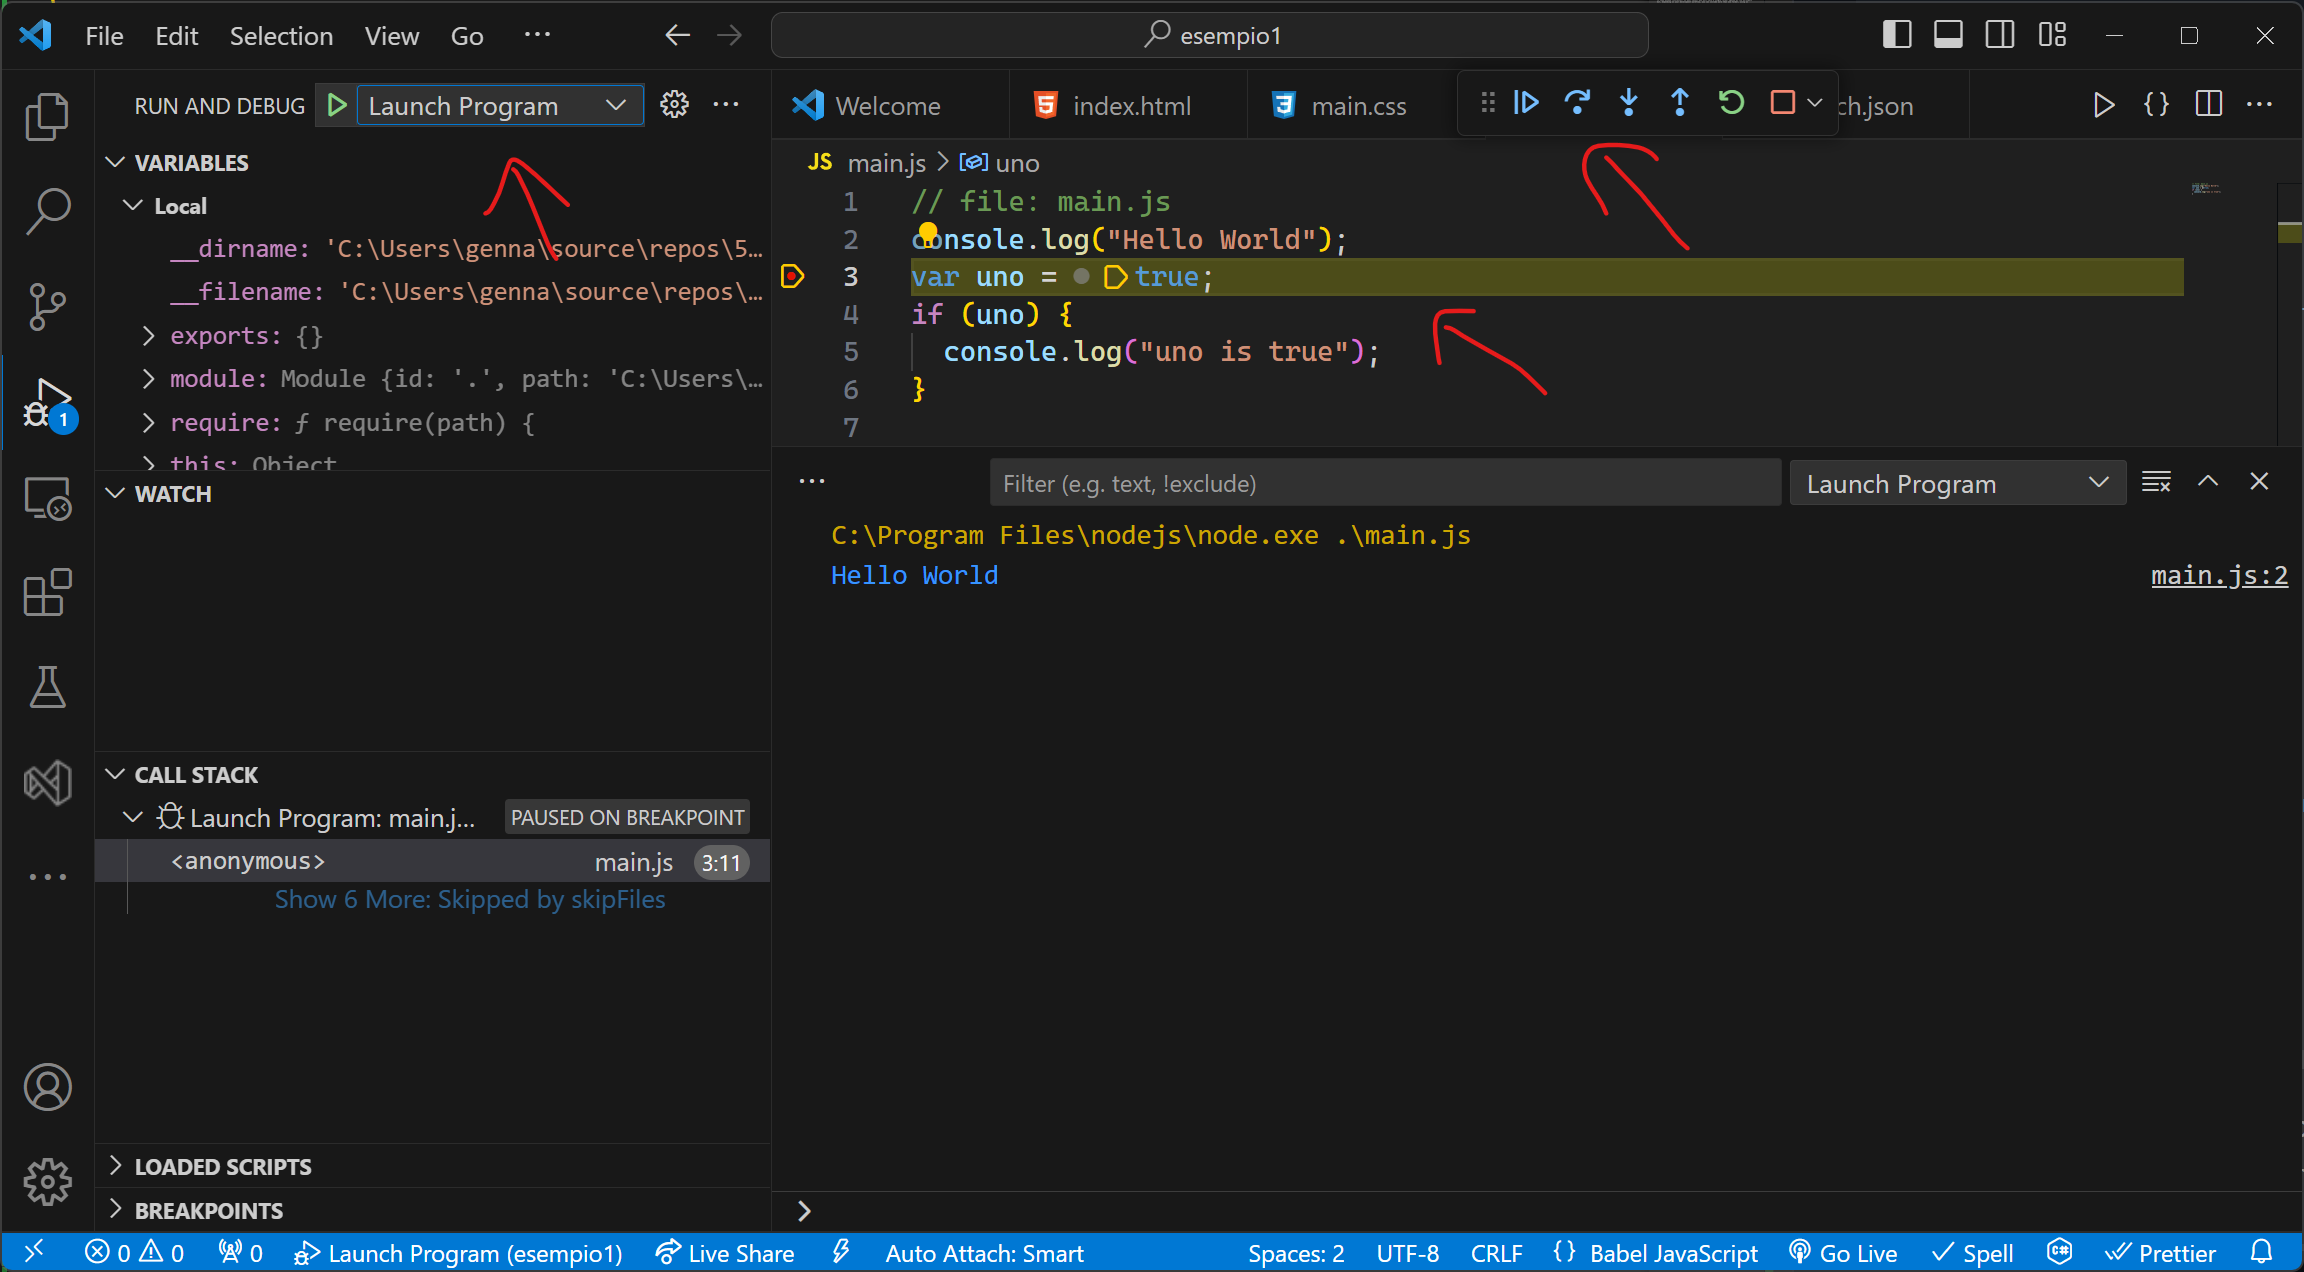 File Edit Selection View Go ···
esempio1
RUN AND DEBUG Launch Program
VARIABLES
Local
__dirname: 'C:\Users\genna\source\repos\5…
__filename: 'C:\Users\genna\source\repos\…
exports: {}
module: Module {id: '.', path: 'C:\Users\…
require: ƒ require(path) {
this: Object
WATCH
CALL STACK
Launch Program: main.j... PAUSED ON BREAKPOINT
<anonymous> main.js 3:11
Show 6 More: Skipped by skipFiles
LOADED SCRIPTS
BREAKPOINTS
Welcome index.html main.css ch.json
JS main.js > uno
1 // file: main.js
2 console.log("Hello World");
3 var uno = true;
4 if (uno) {
5 console.log("uno is true");
6 }
7
Filter (e.g. text, !exclude) Launch Program
C:\Program Files\nodejs\node.exe .\main.js
Hello World main.js:2
1
0 0 0 Launch Program (esempio1) Live Share Auto Attach: Smart Spaces: 2 UTF-8 CRLF {} Babel JavaScript Go Live Spell Prettier